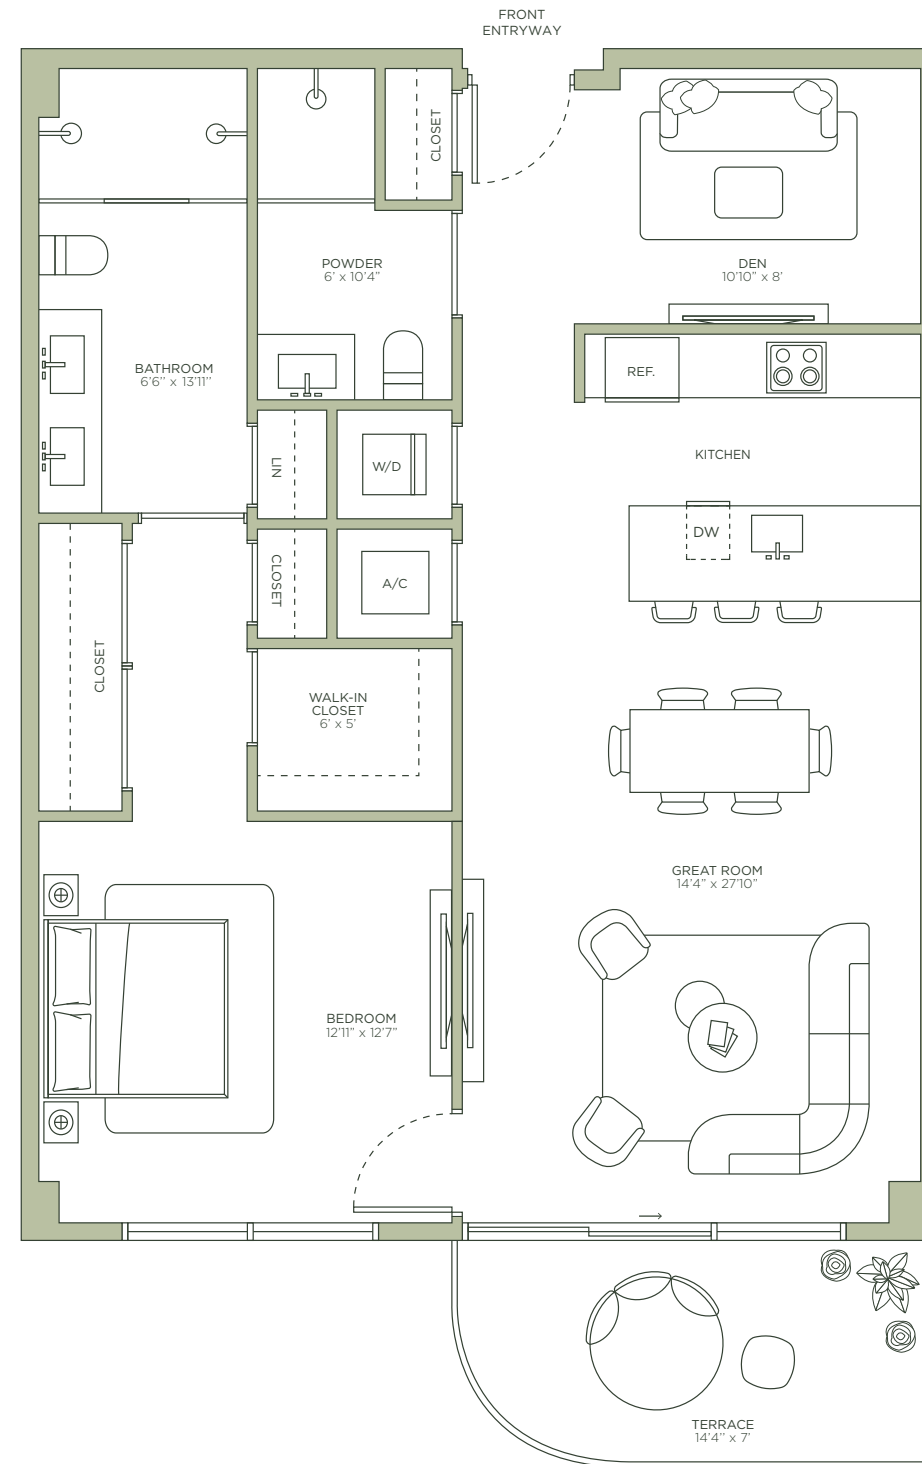 FRONT
ENTRYWAY
CLOSET
POWDER
6' x 10'4"
DEN
10'10" x 8'
BATHROOM
6'6'' x 13'11''
REF.
KITCHEN
LIN
W/D
DW
CLOSET
A/C
CLOSET
WALK-IN
CLOSET
6' x 5'
GREAT ROOM
14'4" x 27'10"
BEDROOM
12'11" x 12'7"
TERRACE
14'4'' x 7'